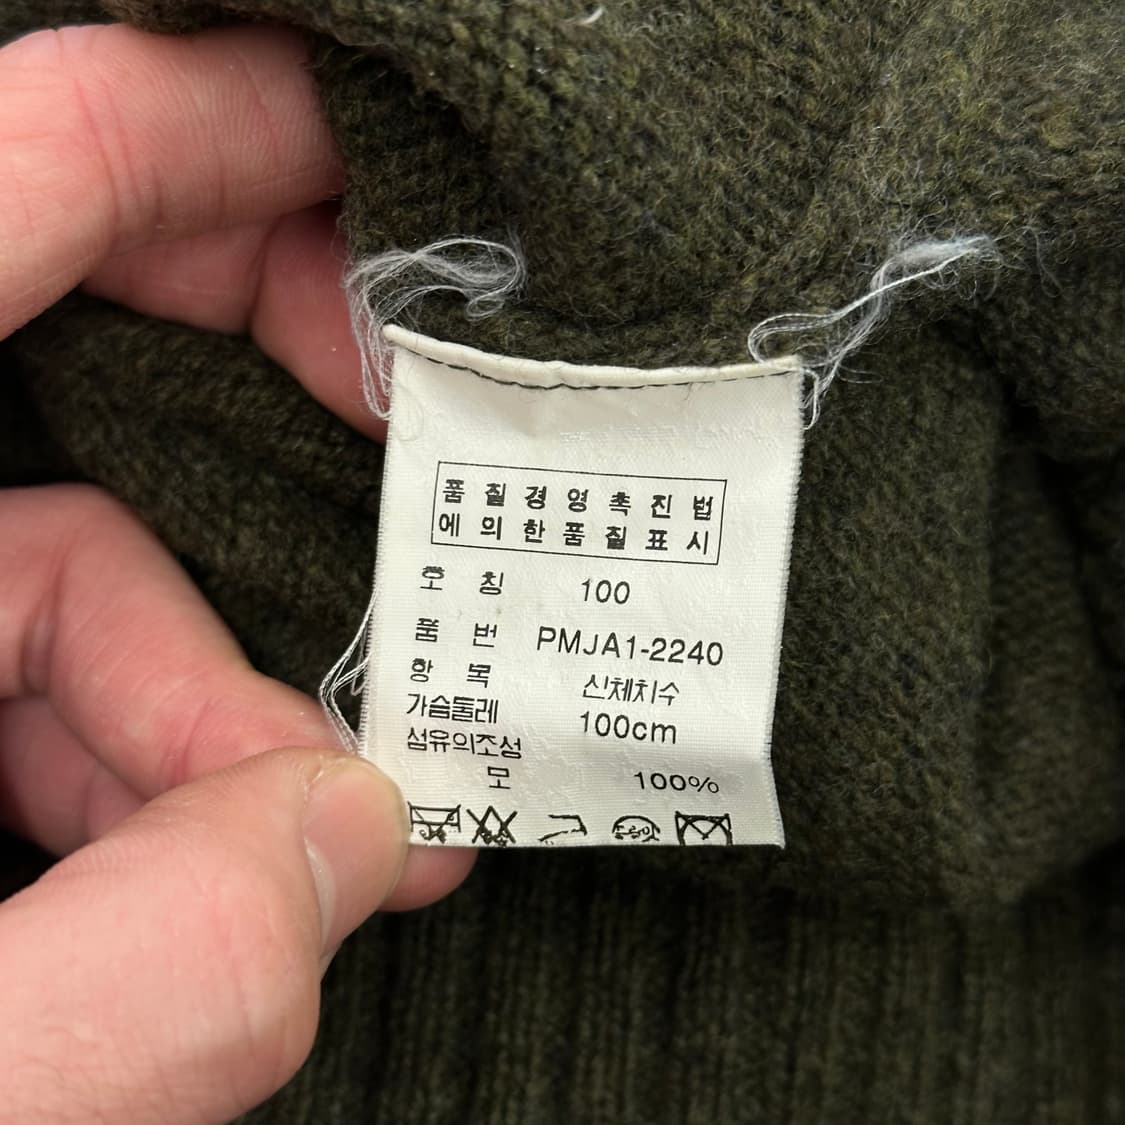 품 질 경 영 촉 진 법
에 의 한 품 질 표 시
호 칭 100
품 번 PMJA1-2240
항 목 신체치수
가슴둘레 100cm
섬유의조성
모 100%